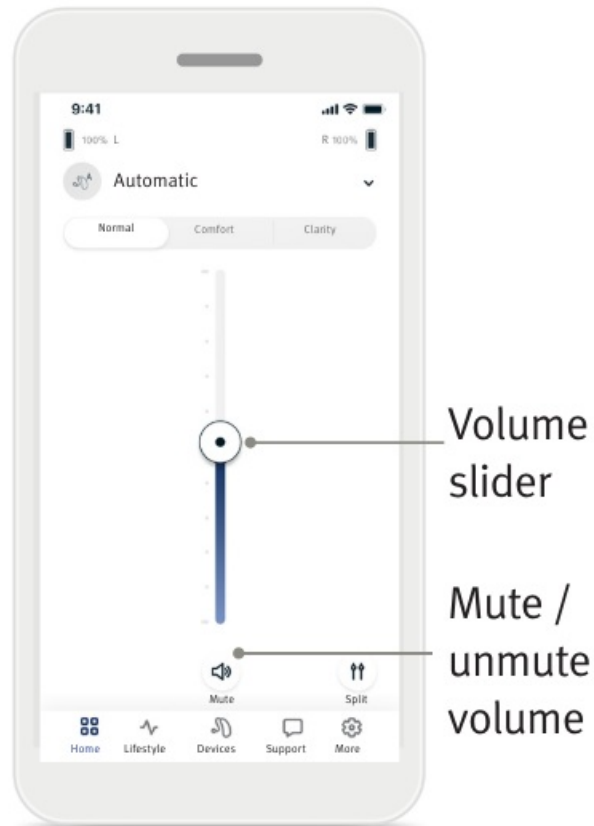 9:41
100% L
R 100%
Automatic
Normal Comfort Clarity
Volume
slider
Mute /
unmute
volume
Mute
Split
Home Lifestyle Devices Support More